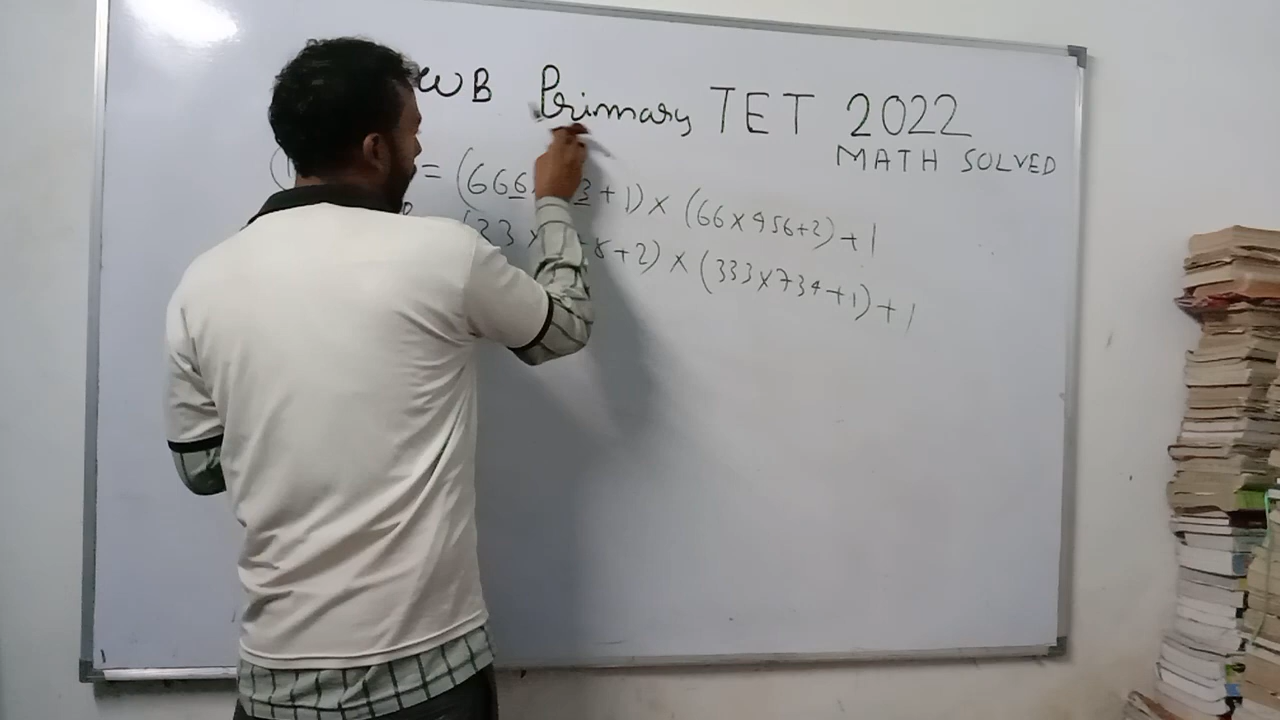 WB Primary TET 2022
MATH SOLVED
= (666 3+1) × (66×456+2)+1
(33 × 8+2) × (333×734+1)+1